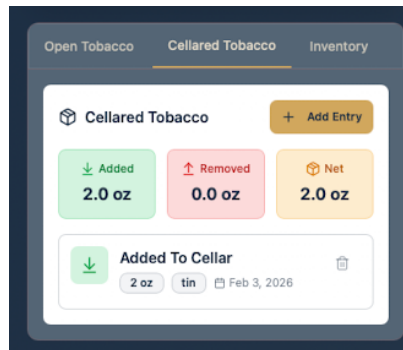 Open Tobacco Cellared Tobacco Inventory
Cellared Tobacco + Add Entry
Added Removed Net
2.0 oz 0.0 oz 2.0 oz
Added To Cellar
2 oz tin Feb 3, 2026